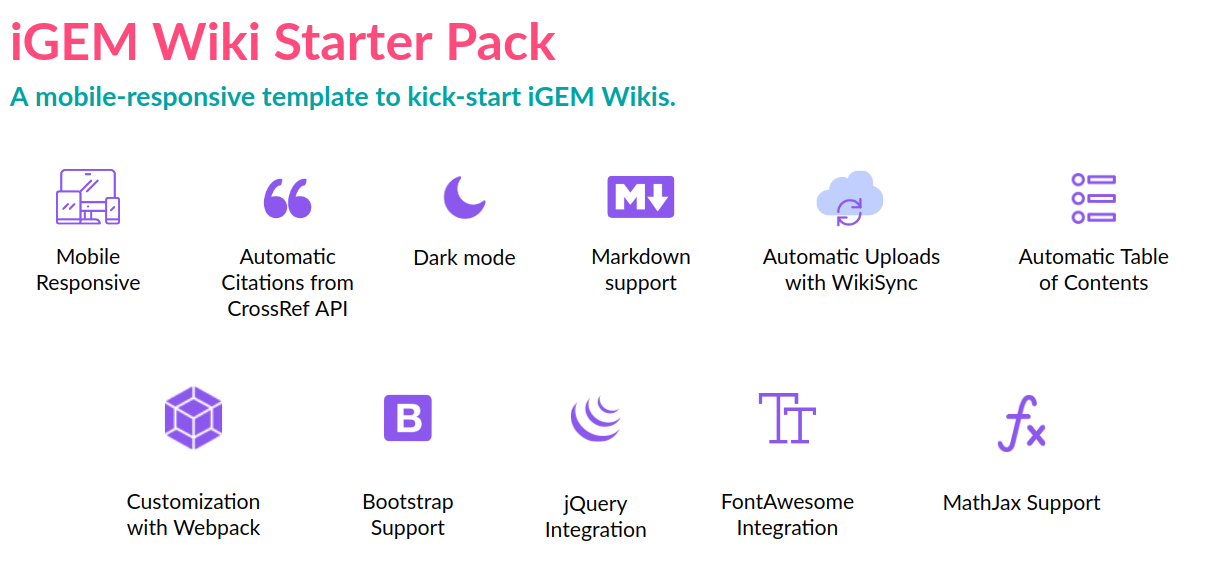 iGEM Wiki Starter Pack
A mobile-responsive template to kick-start iGEM Wikis.
M
Mobile
Responsive
Automatic
Citations from
CrossRef API
Dark mode
Markdown
support
Automatic Uploads
with WikiSync
Automatic Table
of Contents
B
TT
fx
Customization
with Webpack
Bootstrap
Support
jQuery
Integration
FontAwesome
Integration
MathJax Support